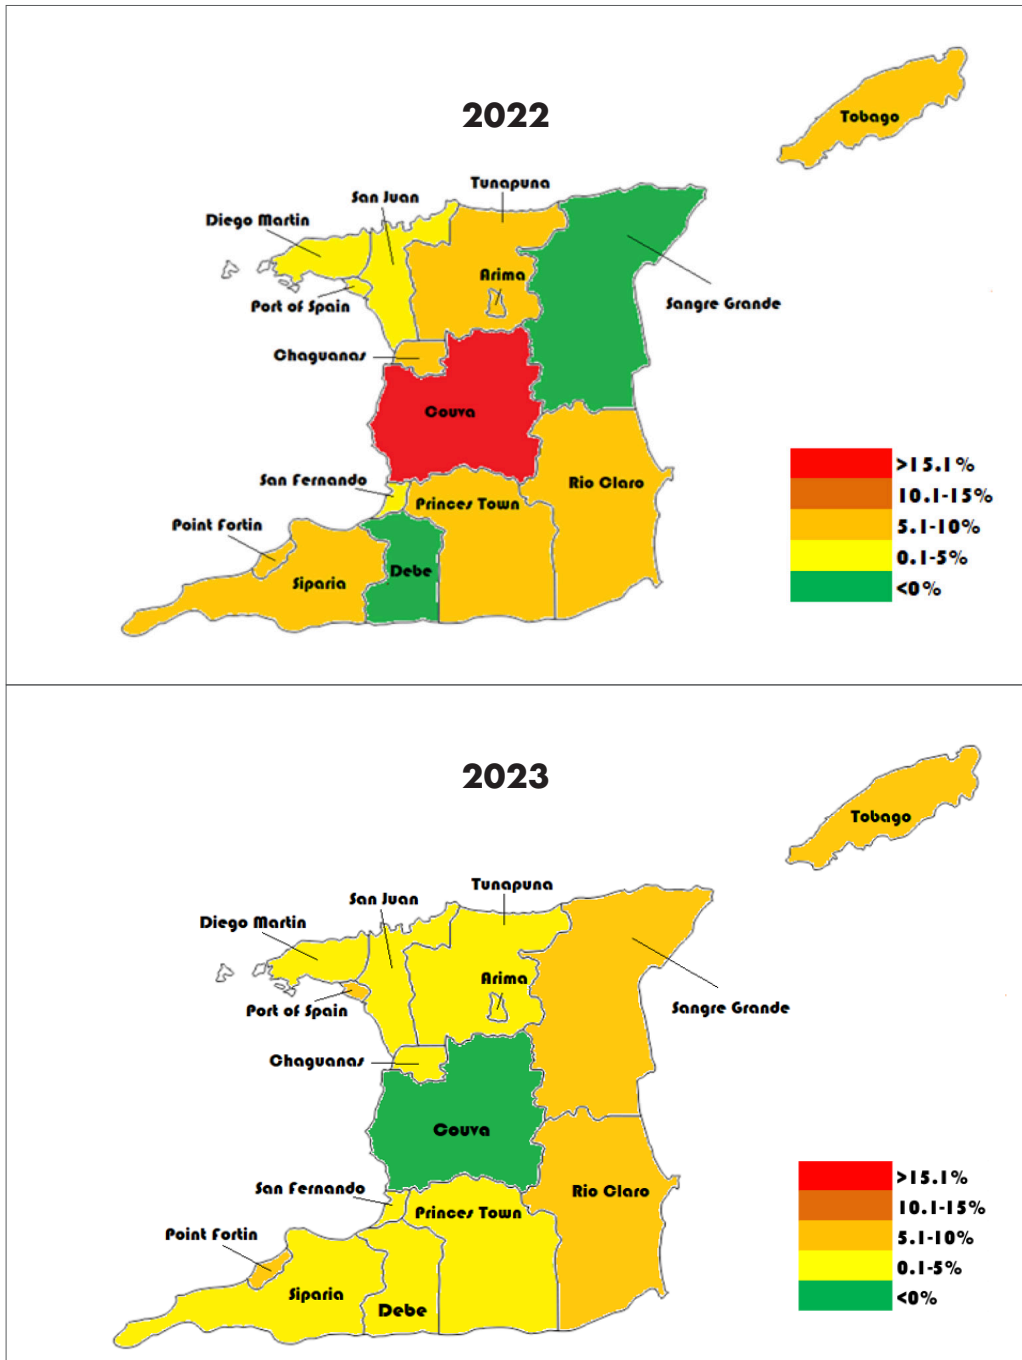 2022
Tobago
Tunapuna
San Juan
Diego Martin
Arima
Port of Spain
Sangre Grande
Chaguanas
Couva
San Fernando
Rio Claro
Princes Town
Point Fortin
Debe
Siparia
>15.1%
10.1-15%
5.1-10%
0.1-5%
<0%
2023
Tobago
Tunapuna
San Juan
Diego Martin
Arima
Port of Spain
Sangre Grande
Chaguanas
Couva
San Fernando
Rio Claro
Princes Town
Point Fortin
Siparia
Debe
>15.1%
10.1-15%
5.1-10%
0.1-5%
<0%